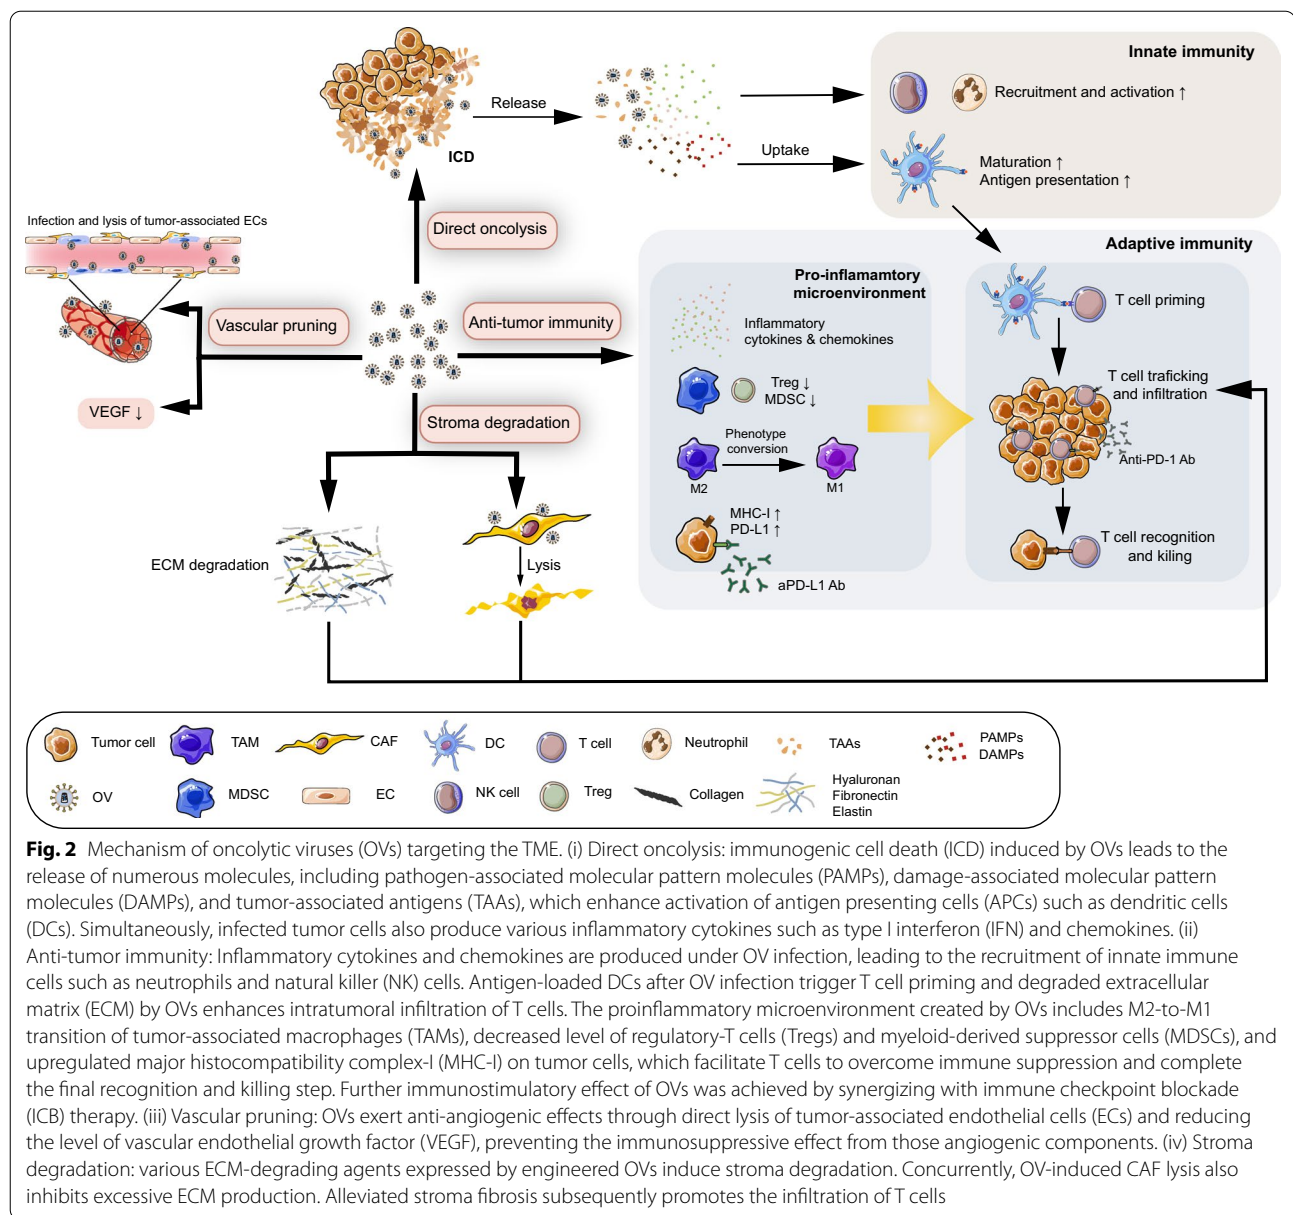 Innate immunity
Recruitment and activation ↑
Release
ICD
Uptake
Maturation ↑
Antigen presentation ↑
Direct oncolysis
Infection and lysis of tumor-associated ECs
Adaptive immunity
Pro-inflamamtory
microenvironment
T cell priming
Vascular pruning
Anti-tumor immunity
Inflammatory
cytokines & chemokines
Treg ↓
MDSC ↓
T cell traficking
and infiltration
VEGF ↓
Stroma degradation
Phenotype
conversion
M2
M1
Anti-PD-1 Ab
MHC-I ↑
PD-L1 ↑
T cell recognition
and kiling
ECM degradation
Lysis
aPD-L1 Ab
Tumor cell
TAM
CAF
DC
T cell
Neutrophil
TAAs
PAMPs
DAMPs
OV
MDSC
EC
NK cell
Treg
Collagen
Hyaluronan
Fibronectin
Elastin
Fig. 2 Mechanism of oncolytic viruses (OVs) targeting the TME. (i) Direct oncolysis: immunogenic cell death (ICD) induced by OVs leads to the
release of numerous molecules, including pathogen-associated molecular pattern molecules (PAMPs), damage-associated molecular pattern
molecules (DAMPs), and tumor-associated antigens (TAAs), which enhance activation of antigen presenting cells (APCs) such as dendritic cells
(DCs). Simultaneously, infected tumor cells also produce various inflammatory cytokines such as type I interferon (IFN) and chemokines. (ii)
Anti-tumor immunity: Inflammatory cytokines and chemokines are produced under OV infection, leading to the recruitment of innate immune
cells such as neutrophils and natural killer (NK) cells. Antigen-loaded DCs after OV infection trigger T cell priming and degraded extracellular
matrix (ECM) by OVs enhances intratumoral infiltration of T cells. The proinflammatory microenvironment created by OVs includes M2-to-M1
transition of tumor-associated macrophages (TAMs), decreased level of regulatory-T cells (Tregs) and myeloid-derived suppressor cells (MDSCs), and
upregulated major histocompatibility complex-I (MHC-I) on tumor cells, which facilitate T cells to overcome immune suppression and complete
the final recognition and killing step. Further immunostimulatory effect of OVs was achieved by synergizing with immune checkpoint blockade
(ICB) therapy. (iii) Vascular pruning: OVs exert anti-angiogenic effects through direct lysis of tumor-associated endothelial cells (ECs) and reducing
the level of vascular endothelial growth factor (VEGF), preventing the immunosuppressive effect from those angiogenic components. (iv) Stroma
degradation: various ECM-degrading agents expressed by engineered OVs induce stroma degradation. Concurrently, OV-induced CAF lysis also
inhibits excessive ECM production. Alleviated stroma fibrosis subsequently promotes the infiltration of T cells